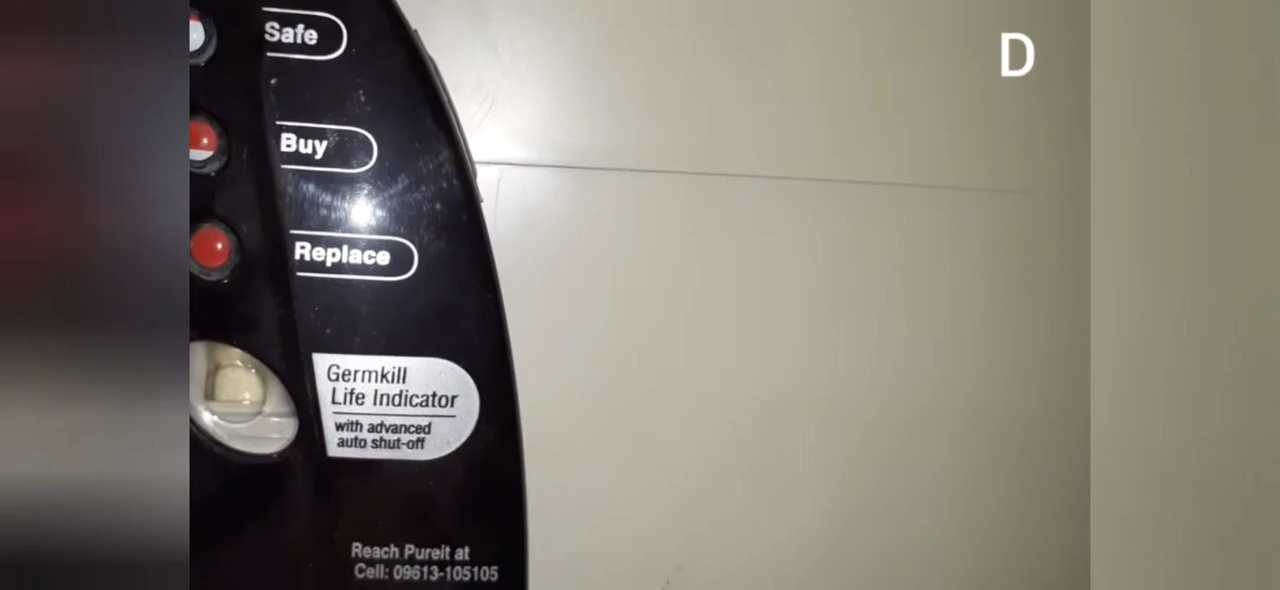 Safe
D
Buy
Replace
Germkill
Life Indicator
with advanced
auto shut-off
Reach Pureit at
Cell: 09613-105105